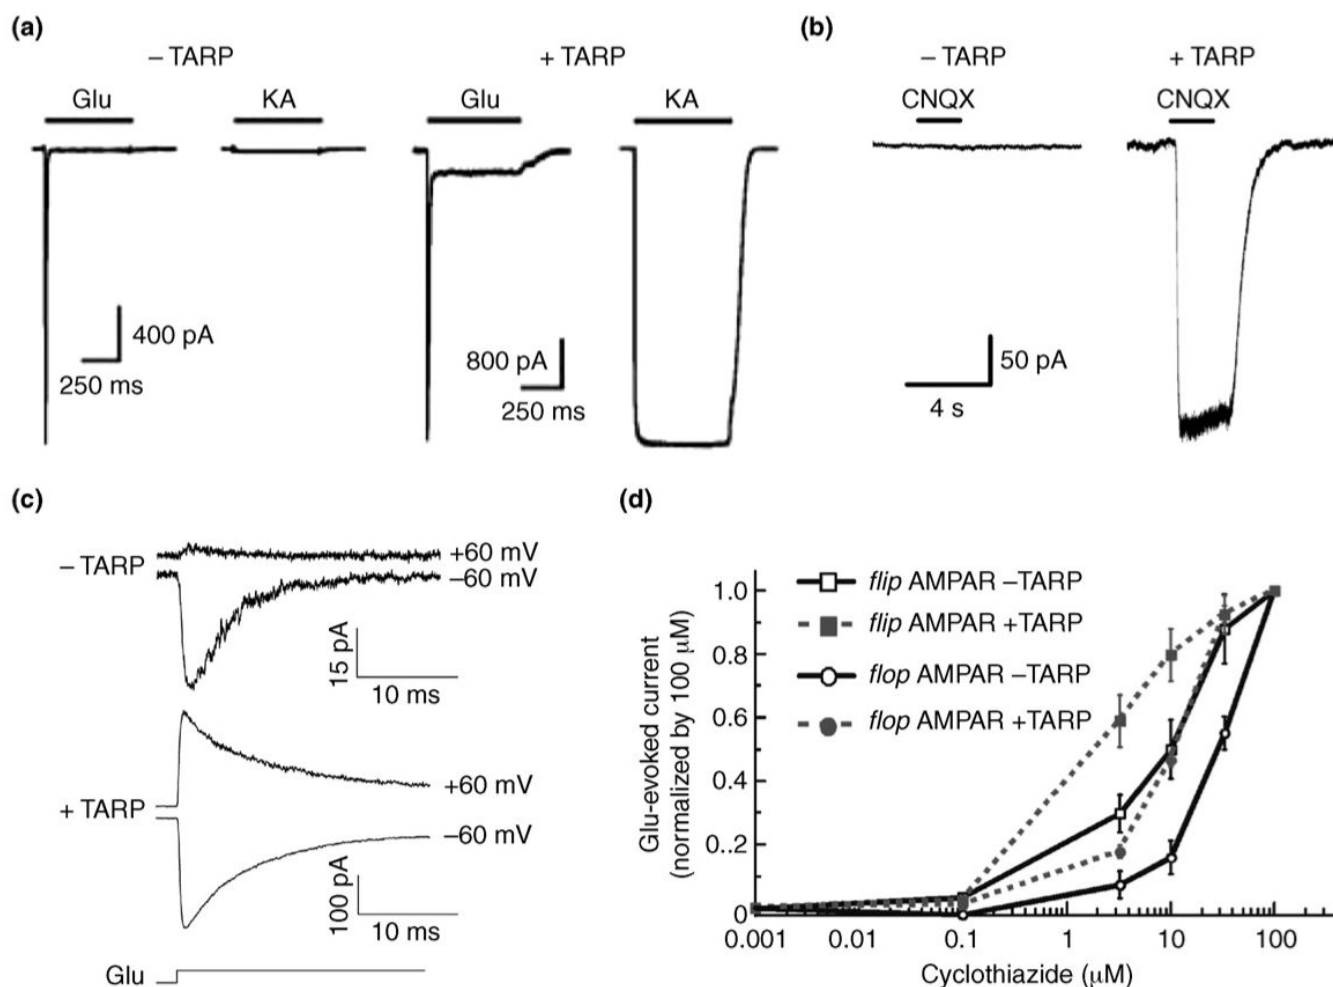 (a)
– TARP
+ TARP
Glu
KA
Glu
KA
400 pA
250 ms
800 pA
250 ms
(b)
– TARP
+ TARP
CNQX
CNQX
50 pA
4 s
(c)
– TARP
+60 mV
–60 mV
15 pA
10 ms
+ TARP
+60 mV
–60 mV
100 pA
10 ms
Glu
(d)
flip AMPAR –TARP
flip AMPAR +TARP
flop AMPAR –TARP
flop AMPAR +TARP
Glu-evoked current
(normalized by 100 μM)
1.0
0.8
0.6
0.4
0..2
0
0.001
0.01
0.1
1
10
100
Cyclothiazide (μM)